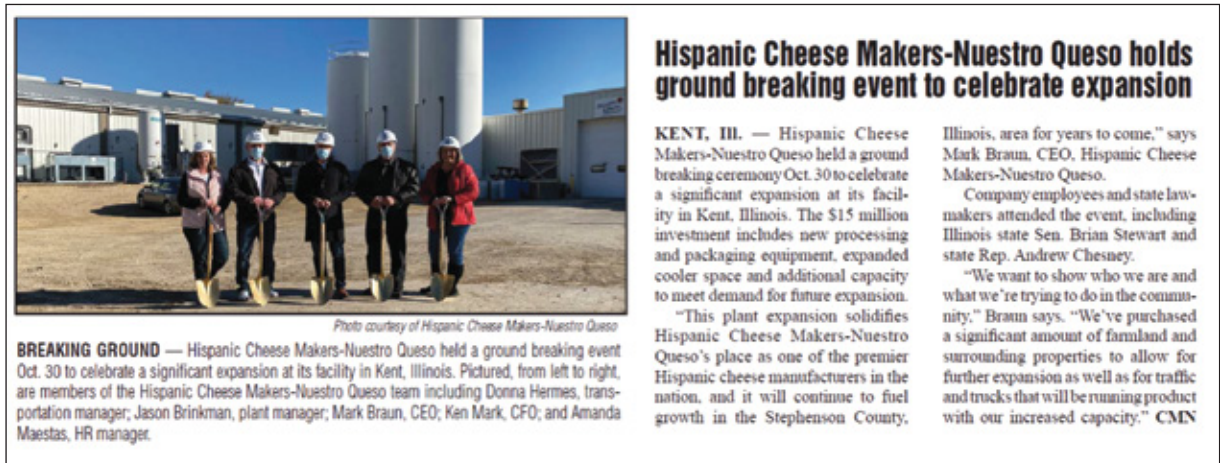 Photo courtesy of Hispanic Cheese Makers-Nuestro Queso
BREAKING GROUND — Hispanic Cheese Makers-Nuestro Queso held a ground breaking event
Oct. 30 to celebrate a significant expansion at its facility in Kent, Illinois. Pictured, from left to right,
are members of the Hispanic Cheese Makers-Nuestro Queso team including Donna Hermes, trans-
portation manager; Jason Brinkman, plant manager; Mark Braun, CEO; Ken Mark, CFO; and Amanda
Maestas, HR manager.
Hispanic Cheese Makers-Nuestro Queso holds
ground breaking event to celebrate expansion
KENT, Ill. — Hispanic Cheese
Makers-Nuestro Queso held a ground
breaking ceremony Oct. 30 to celebrate
a significant expansion at its facil-
ity in Kent, Illinois. The $15 million
investment includes new processing
and packaging equipment, expanded
cooler space and additional capacity
to meet demand for future expansion.
"This plant expansion solidifies
Hispanic Cheese Makers-Nuestro
Queso's place as one of the premier
Hispanic cheese manufacturers in the
nation, and it will continue to fuel
growth in the Stephenson County,
Illinois, area for years to come," says
Mark Braun, CEO, Hispanic Cheese
Makers-Nuestro Queso.
Company employees and state law-
makers attended the event, including
Illinois state Sen. Brian Stewart and
state Rep. Andrew Chesney.
"We want to show who we are and
what we're trying to do in the commu-
nity," Braun says. "We've purchased
a significant amount of farmland and
surrounding properties to allow for
further expansion as well as for traffic
and trucks that will be running product
with our increased capacity." CMN